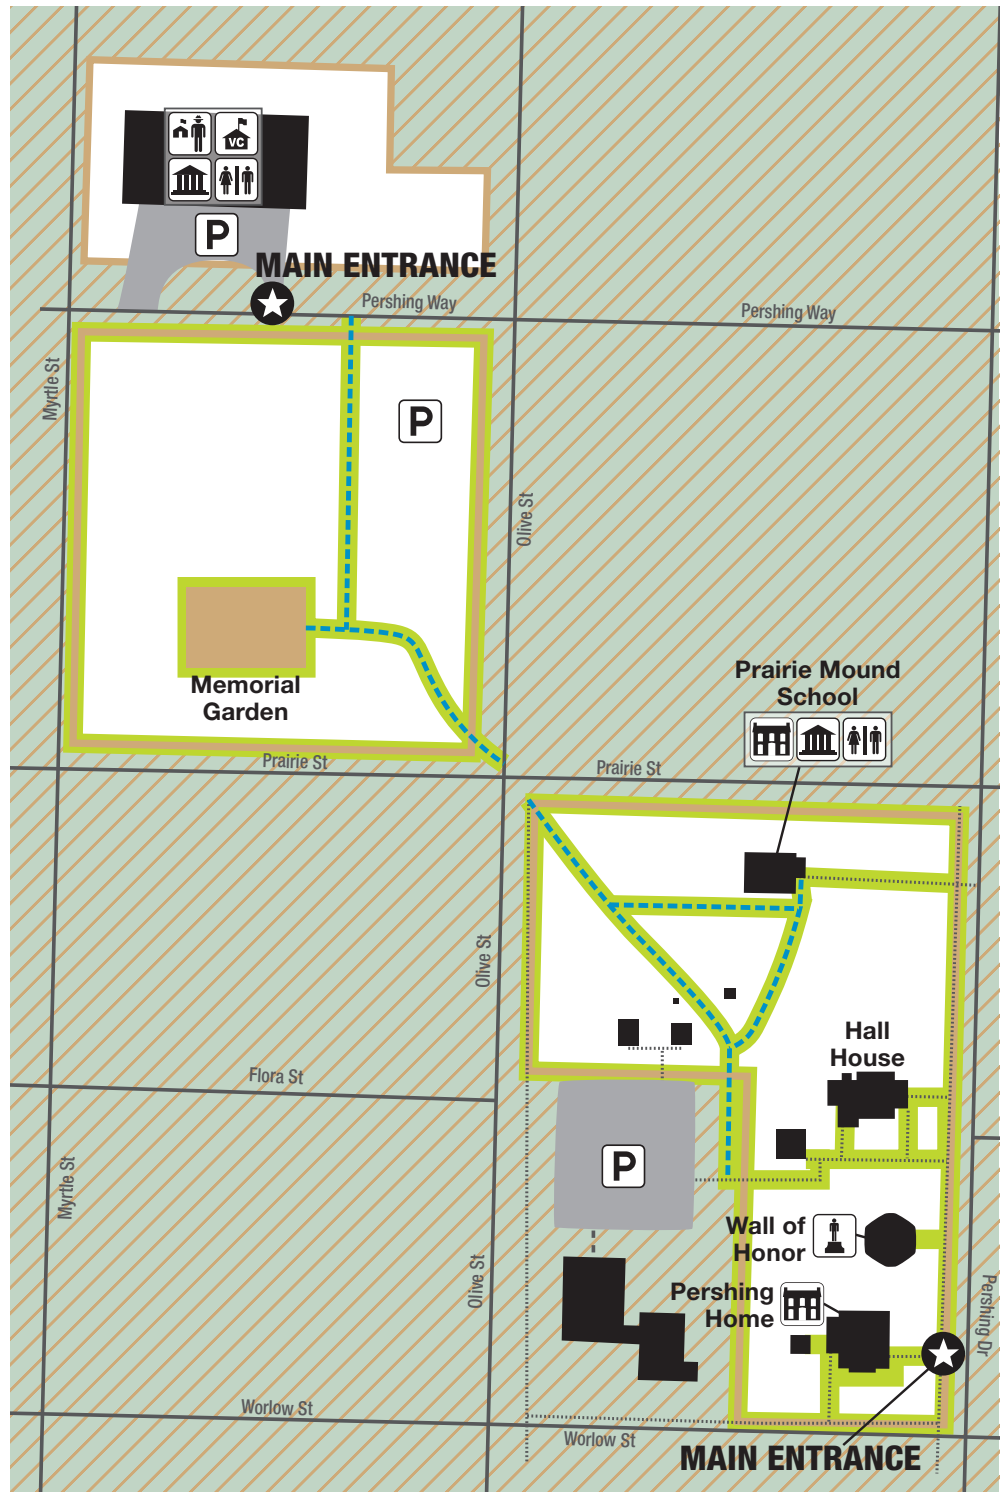 VC
P
MAIN ENTRANCE
Pershing Way
Pershing Way
Myrtle St
P
Olive St
Memorial
Garden
Prairie Mound
School
Prairie St
Prairie St
Olive St
Hall
House
Flora St
Myrtle St
P
Wall of
Honor
Olive St
Pershing
Home
Pershing Dr
Worlow St
Worlow St
MAIN ENTRANCE